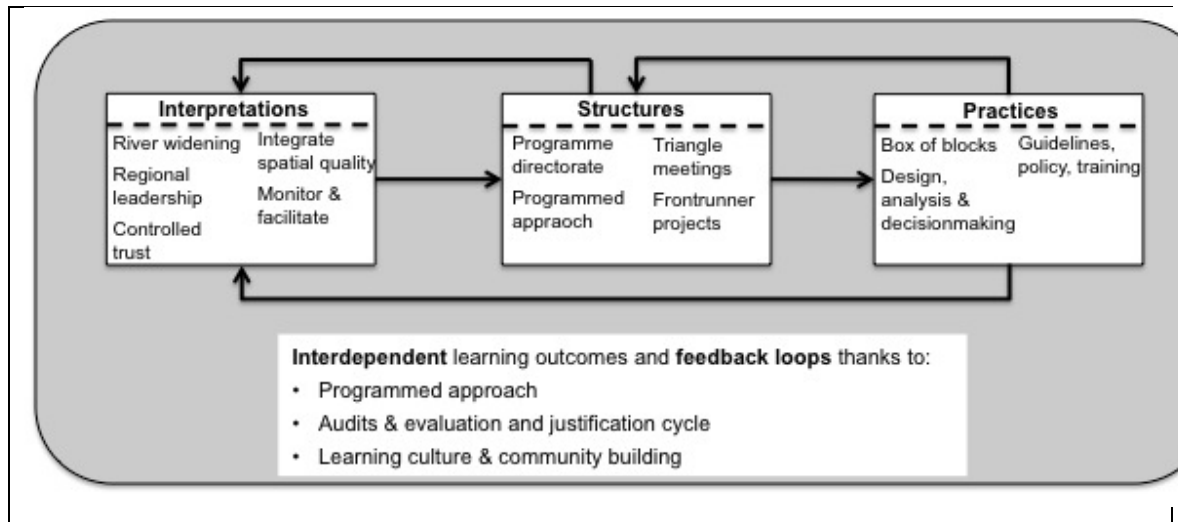 Interpretations
River widening
Regional
leadership
Controlled
trust
Integrate
spatial quality
Monitor &
facilitate
Structures
Programme
directorate
Programmed
appraoch
Triangle
meetings
Frontrunner
projects
Practices
Box of blocks
Design,
analysis &
decisionmaking
Guidelines,
policy, training
Interdependent learning outcomes and feedback loops thanks to:
• Programmed approach
• Audits & evaluation and justification cycle
• Learning culture & community building